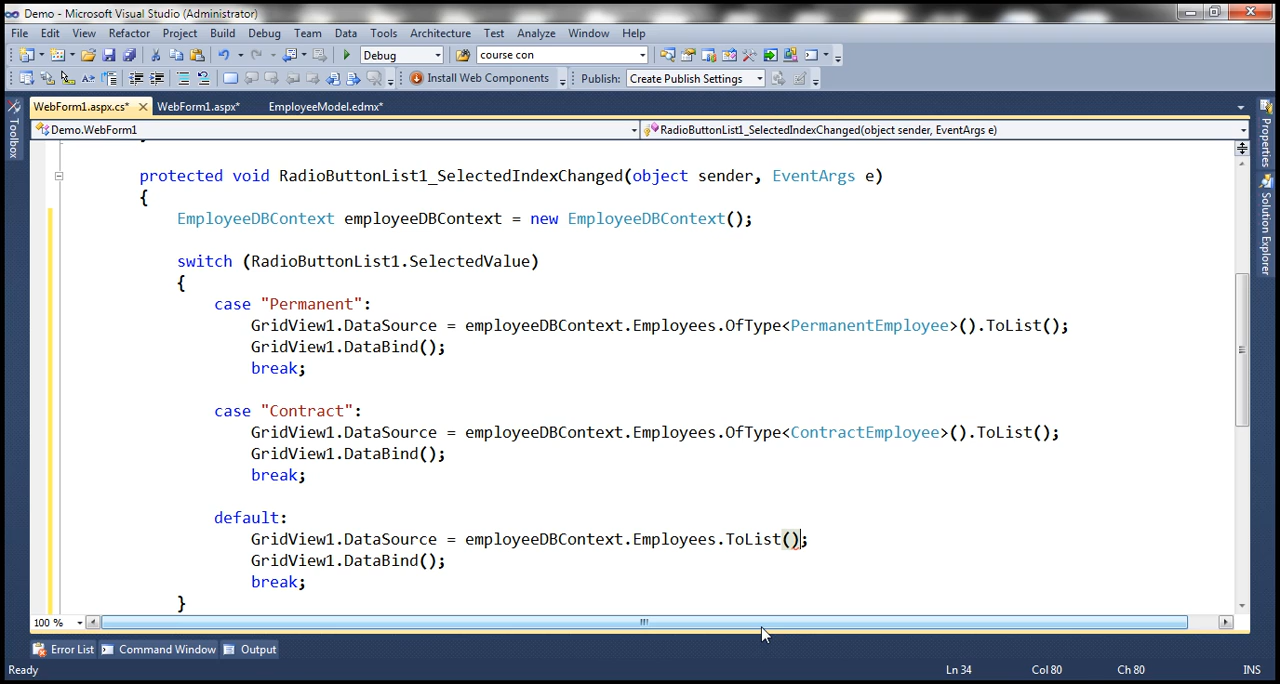 Demo - Microsoft Visual Studio (Administrator)
File Edit View Refactor Project Build Debug Team Data Tools Architecture Test Analyze Window Help
Debug course con
Install Web Components Publish: Create Publish Settings
WebForm1.aspx.cs* WebForm1.aspx* EmployeeModel.edmx*
Demo.WebForm1 RadioButtonList1_SelectedIndexChanged(object sender, EventArgs e)
Toolbox
Properties
Solution Explorer
protected void RadioButtonList1_SelectedIndexChanged(object sender, EventArgs e)
{
EmployeeDBContext employeeDBContext = new EmployeeDBContext();
switch (RadioButtonList1.SelectedValue)
{
case "Permanent":
GridView1.DataSource = employeeDBContext.Employees.OfType<PermanentEmployee>().ToList();
GridView1.DataBind();
break;
case "Contract":
GridView1.DataSource = employeeDBContext.Employees.OfType<ContractEmployee>().ToList();
GridView1.DataBind();
break;
default:
GridView1.DataSource = employeeDBContext.Employees.ToList();
GridView1.DataBind();
break;
}
100 %
Error List Command Window Output
Ready Ln 34 Col 80 Ch 80 INS